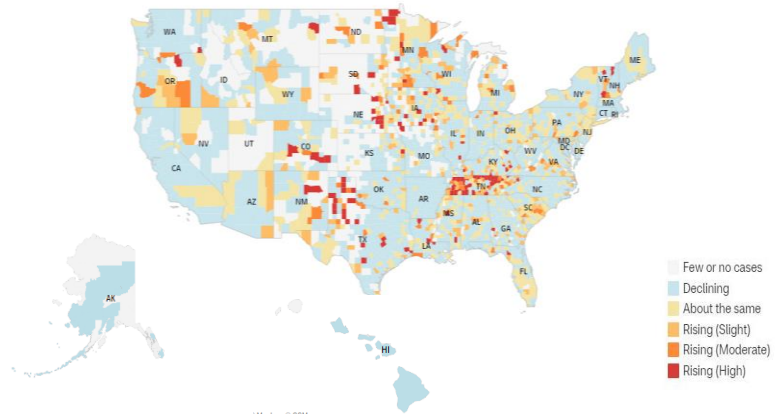 WA
MT
ND
MN
ME
OR
ID
SD
WI
VT
NH
WY
MI
NY
MA
CT RI
IA
NE
PA
NJ
NV
UT
CO
IL
IN
OH
MD
DC
DE
KS
MO
WV
VA
CA
KY
OK
TN
NC
AZ
NM
AR
SC
MS
AL
GA
TX
LA
FL
AK
HI
Few or no cases
Declining
About the same
Rising (Slight)
Rising (Moderate)
Rising (High)